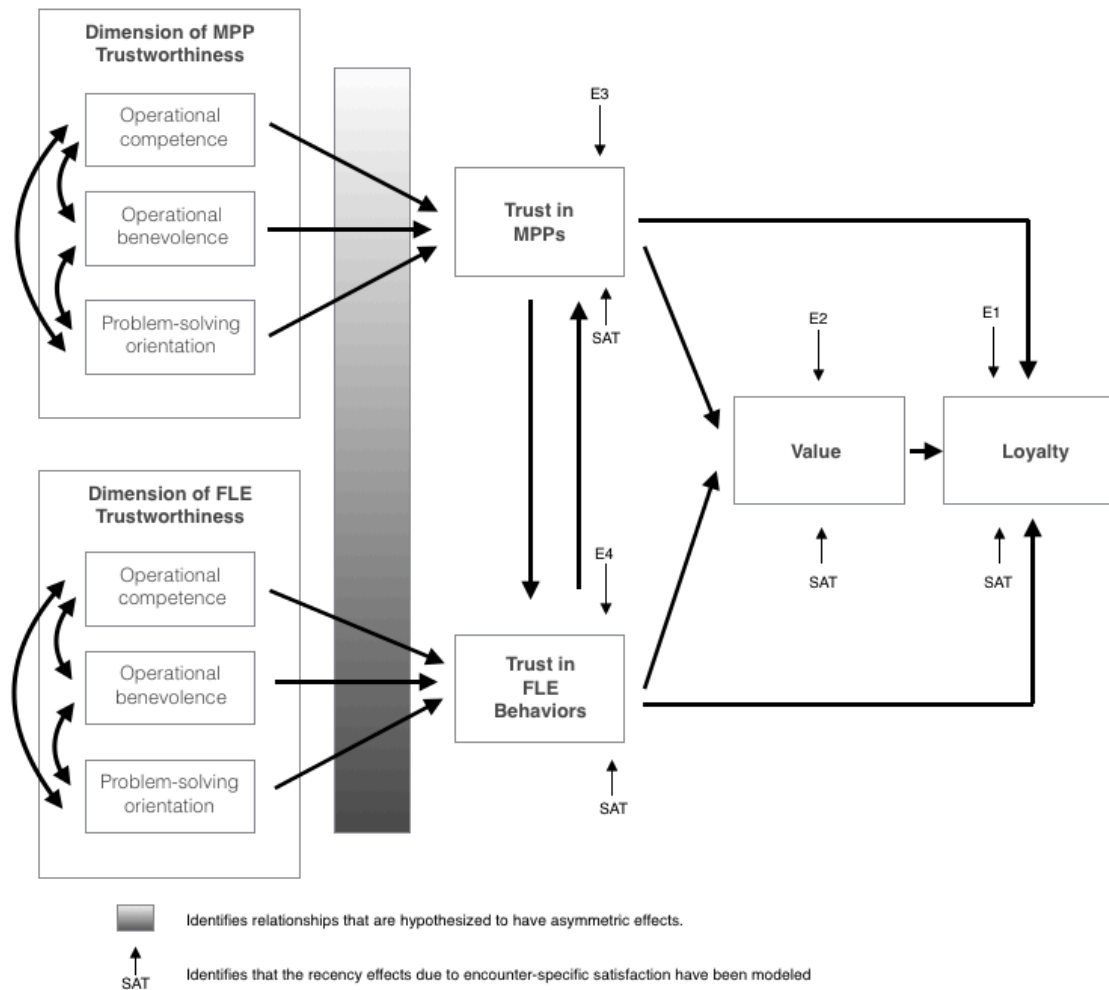 Dimension of MPP
Trustworthiness
Operational
competence
Operational
benevolence
Problem-solving
orientation
E3
Trust in
MPPs
SAT
E2
E1
Value
Loyalty
SAT
SAT
Dimension of FLE
Trustworthiness
Operational
competence
Operational
benevolence
Problem-solving
orientation
E4
Trust in
FLE
Behaviors
SAT
Identifies relationships that are hypothesized to have asymmetric effects.
SAT
Identifies that the recency effects due to encounter-specific satisfaction have been modeled